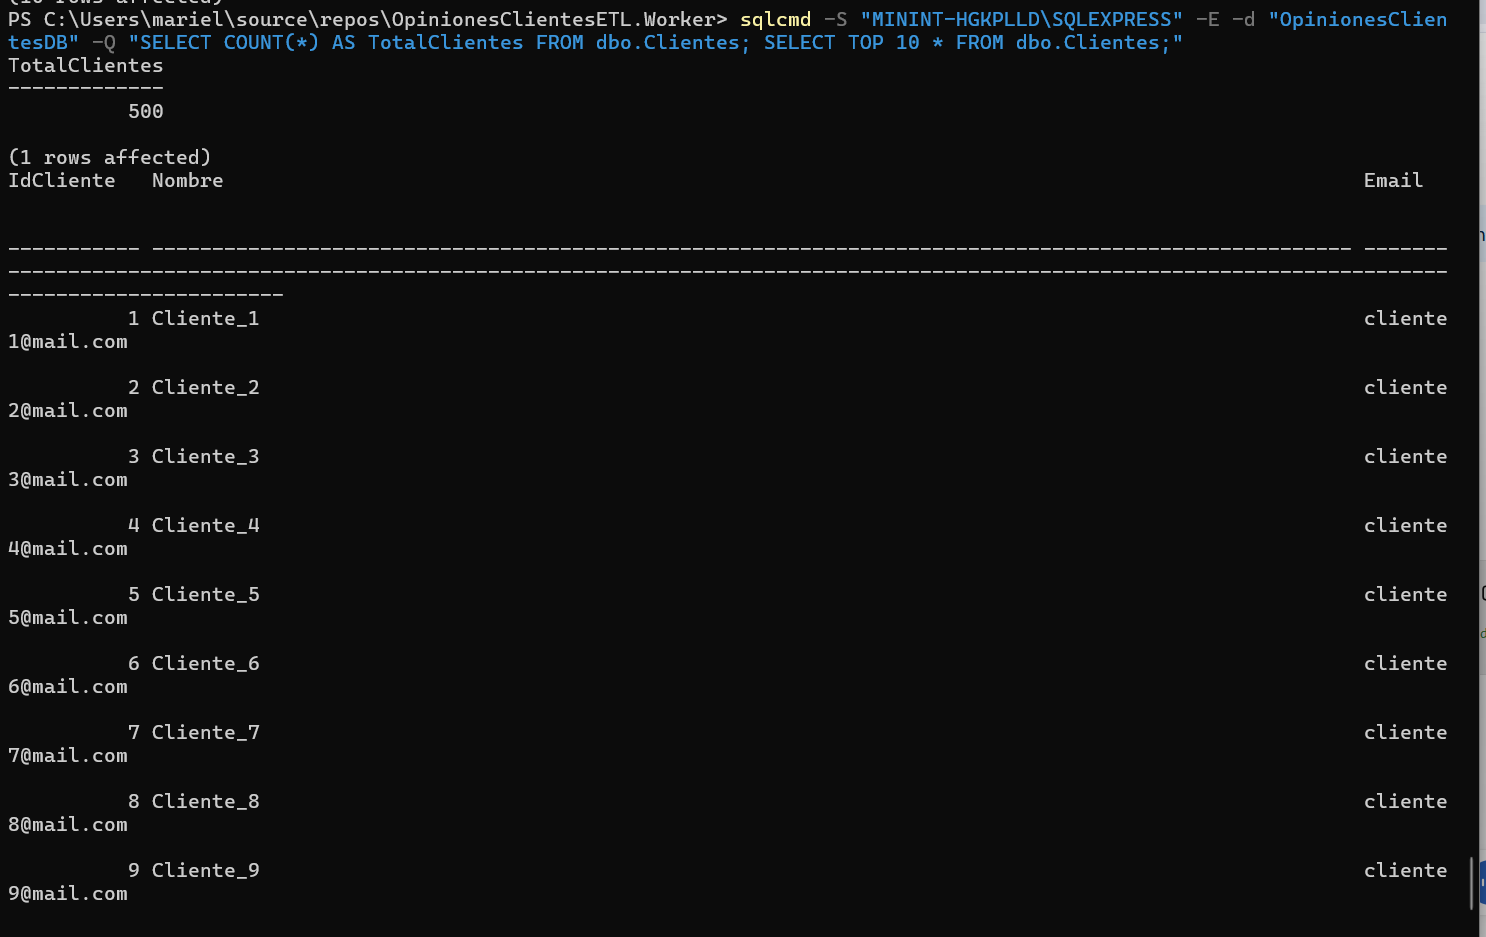 PS C:\Users\mariel\source\repos\OpinionesClientesETL.Worker> sqlcmd -S "MININT-HGKPLLD\SQLEXPRESS" -E -d "OpinionesClien
tesDB" -Q "SELECT COUNT(*) AS TotalClientes FROM dbo.Clientes; SELECT TOP 10 * FROM dbo.Clientes;"
TotalClientes
-------------
500
(1 rows affected)
IdCliente Nombre Email
----------- ---------------------------------------------------------------------------------------------------- -------
------------------------------------------------------------------------------------------------------------------------
-----------------------
1 Cliente_1 cliente
1@mail.com
2 Cliente_2 cliente
2@mail.com
3 Cliente_3 cliente
3@mail.com
4 Cliente_4 cliente
4@mail.com
5 Cliente_5 cliente
5@mail.com
6 Cliente_6 cliente
6@mail.com
7 Cliente_7 cliente
7@mail.com
8 Cliente_8 cliente
8@mail.com
9 Cliente_9 cliente
9@mail.com